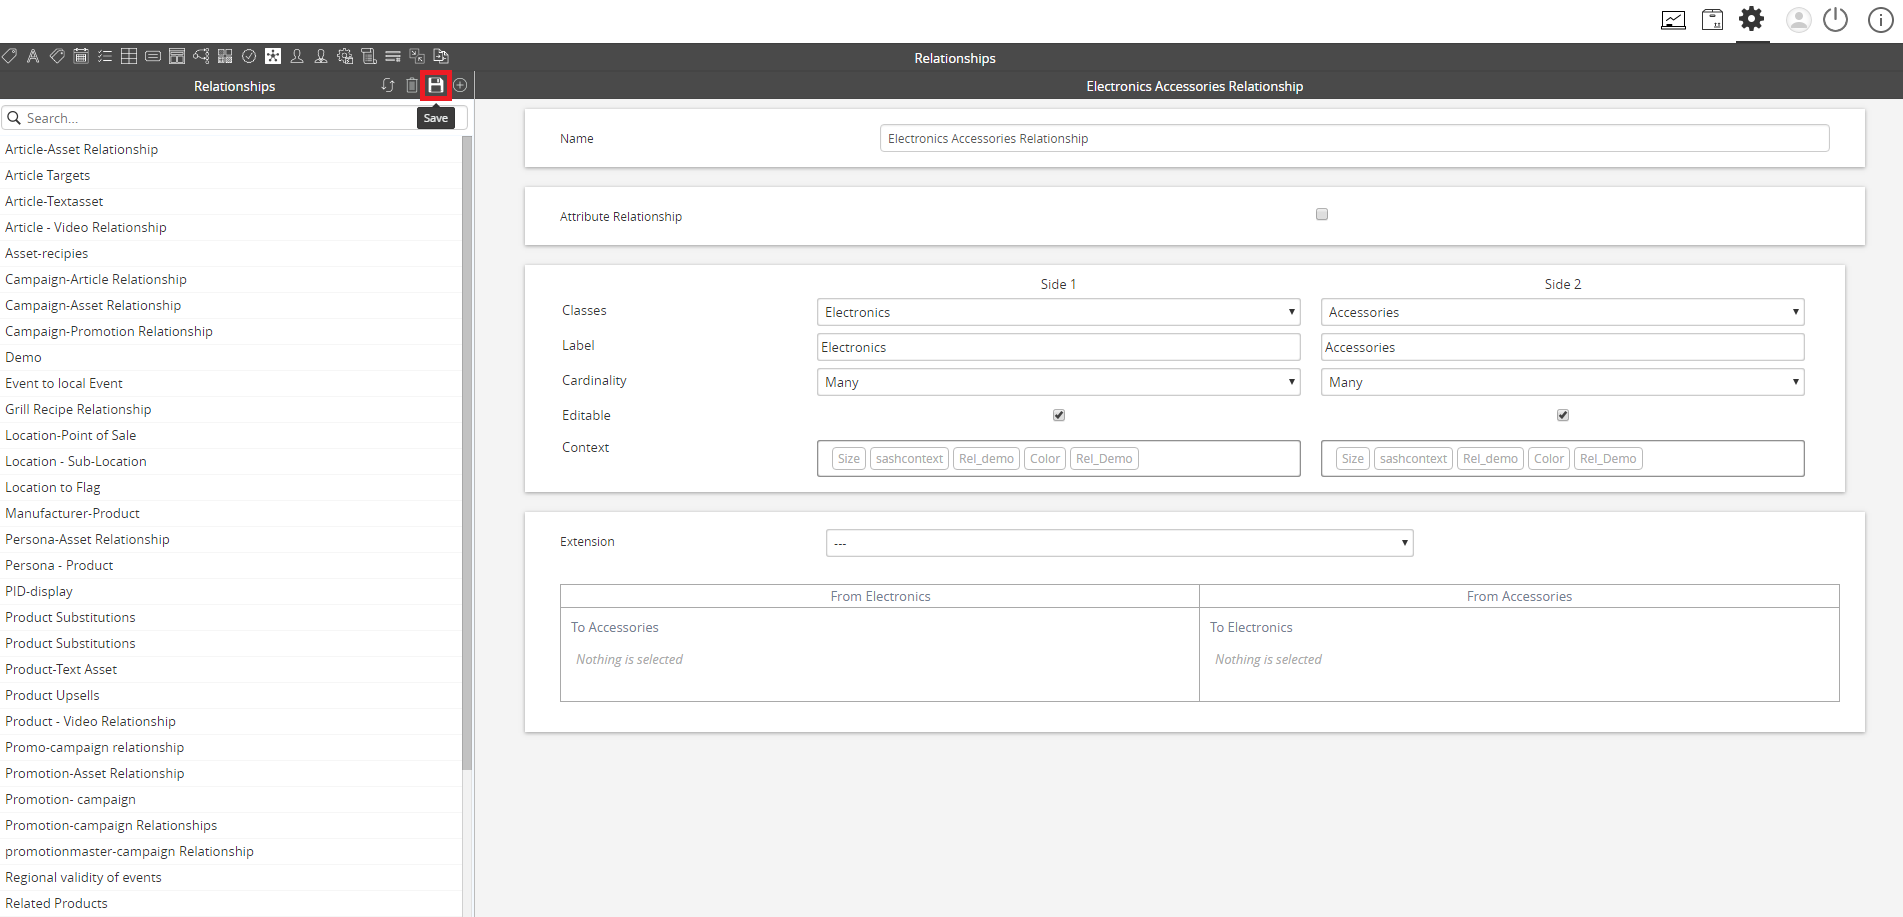 Relationships
Relationships
Electronics Accessories Relationship
Search...
Save
Article-Asset Relationship
Article Targets
Article-Textasset
Article - Video Relationship
Asset-recipies
Campaign-Article Relationship
Campaign-Asset Relationship
Campaign-Promotion Relationship
Demo
Event to local Event
Grill Recipe Relationship
Location-Point of Sale
Location - Sub-Location
Location to Flag
Manufacturer-Product
Persona-Asset Relationship
Persona - Product
PID-display
Product Substitutions
Product Substitutions
Product-Text Asset
Product Upsells
Product - Video Relationship
Promo-campaign relationship
Promotion-Asset Relationship
Promotion- campaign
Promotion-campaign Relationships
promotionmaster-campaign Relationship
Regional validity of events
Related Products
Name Electronics Accessories Relationship
Attribute Relationship
Side 1 Side 2
Classes Electronics Accessories
Label Electronics Accessories
Cardinality Many Many
Editable
Context Size sashcontext Rel_demo Color Rel_Demo Size sashcontext Rel_demo Color Rel_Demo
Extension ---
From Electronics From Accessories
To Accessories To Electronics
Nothing is selected Nothing is selected